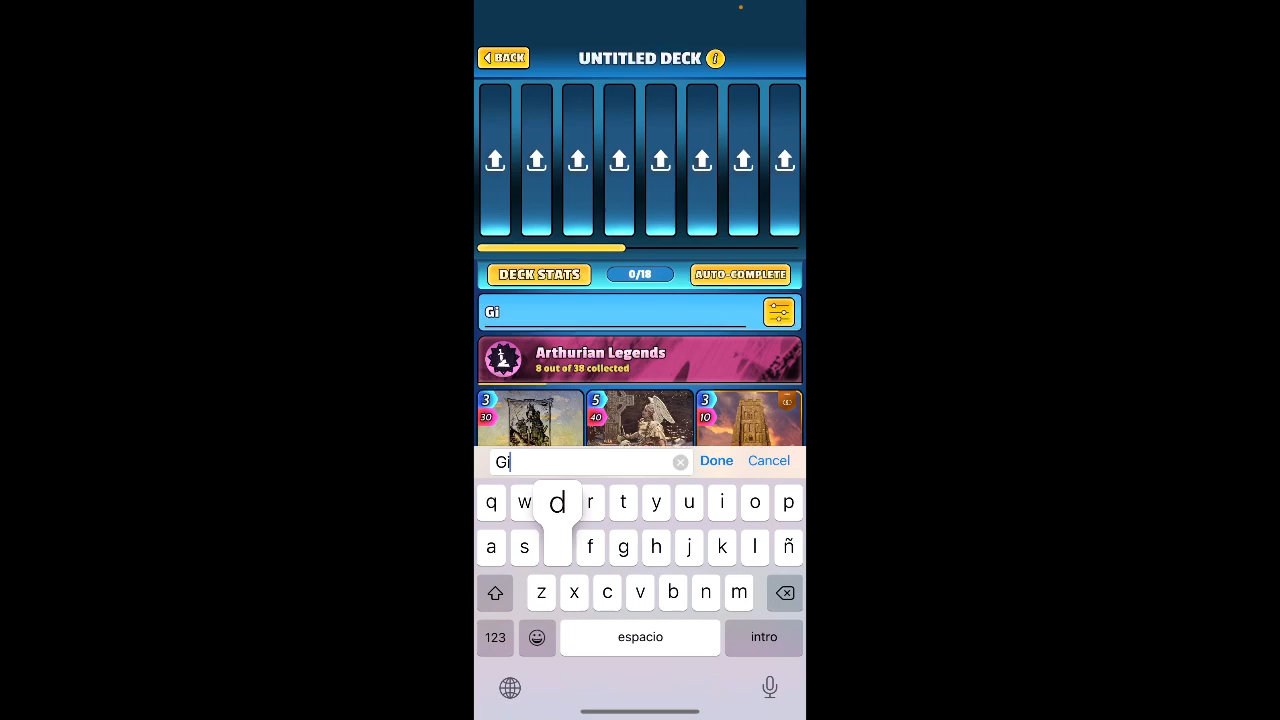 BACK
UNTITLED DECK i
DECK STATS
0/18
AUTO-COMPLETE
Gi
Arthurian Legends
8 out of 38 collected
3
30
5
40
3
10
Gi
Done
Cancel
q w d r t y u i o p
a s f g h j k l ñ
z x c v b n m
123
espacio
intro